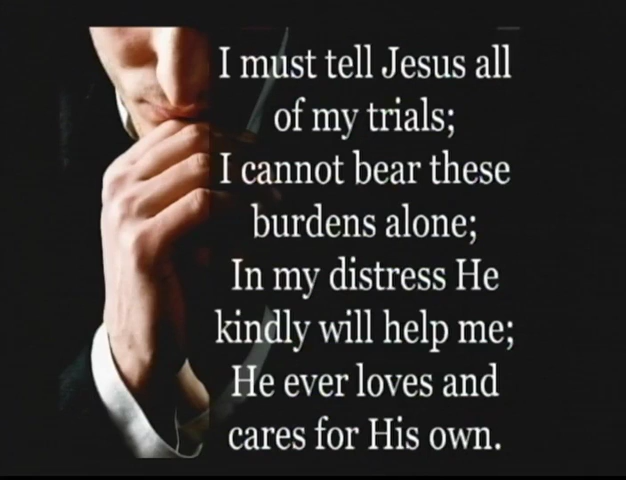 I must tell Jesus all
of my trials;
I cannot bear these
burdens alone;
In my distress He
kindly will help me;
He ever loves and
cares for His own.